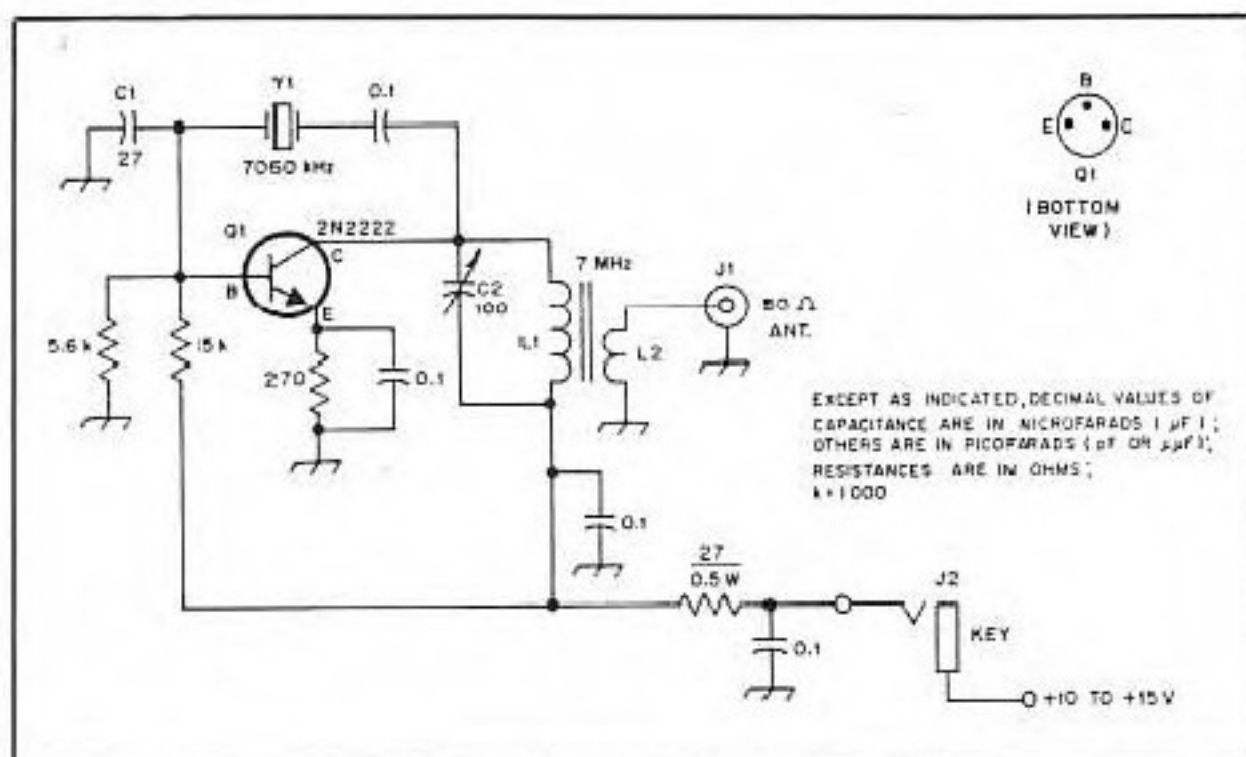 C1
27
Y1
7060 kHz
0.1
Q1
2N2222
C
B
E
5.6 k
15 k
270
0.1
C2
100
7 MHz
L1
L2
J1
50 Ω
ANT.
B
E
C
Q1
(BOTTOM
VIEW)
EXCEPT AS INDICATED, DECIMAL VALUES OF
CAPACITANCE ARE IN MICROFARADS ( µF );
OTHERS ARE IN PICOFARADS ( pF OR µµF);
RESISTANCES ARE IN OHMS;
k=1000
0.1
27
0.5 W
0.1
J2
KEY
+10 TO +15 V